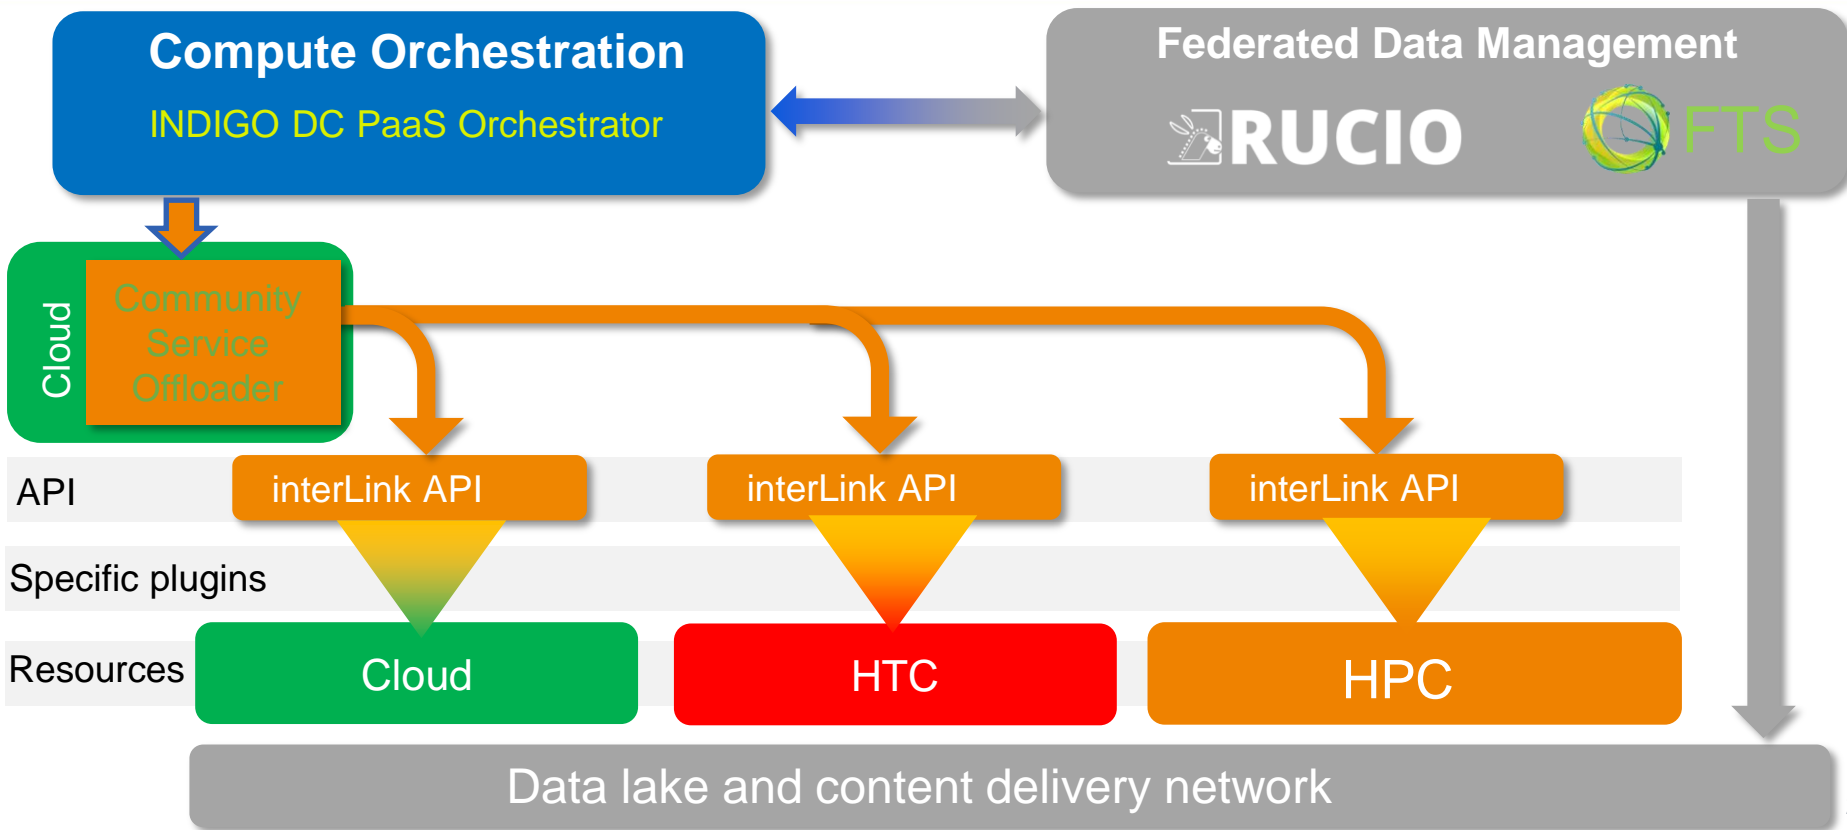 Compute Orchestration
INDIGO DC PaaS Orchestrator
Federated Data Management
RUCIO
FTS
Cloud
Community
Service
Offloader
API
interLink API
interLink API
interLink API
Specific plugins
Resources
Cloud
HTC
HPC
Data lake and content delivery network